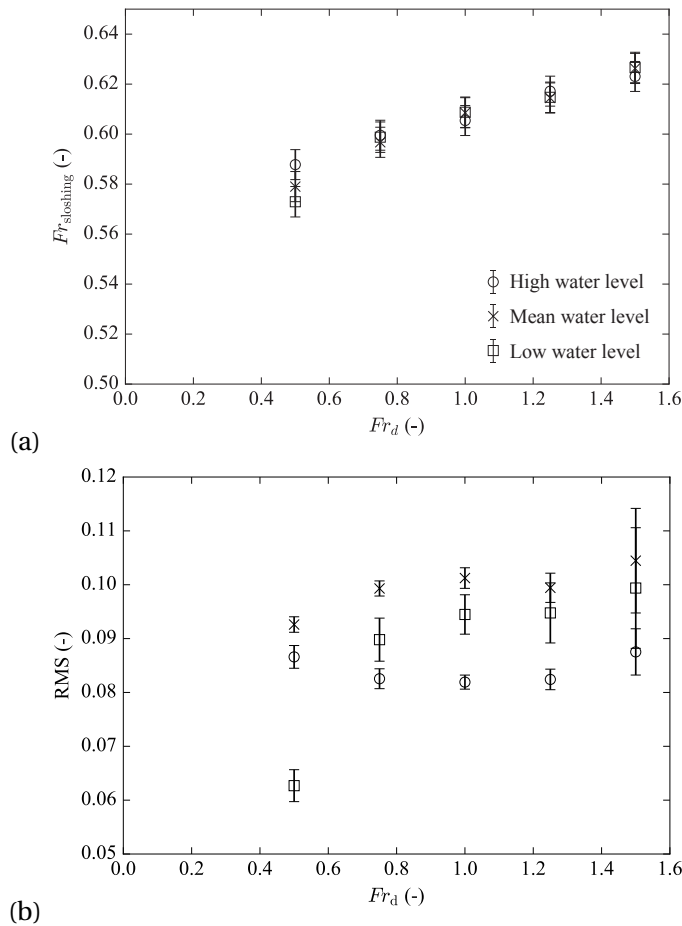 0.64
0.62
0.60
0.58
0.56
0.54
0.52
0.50
Fr_sloshing (-)
High water level
Mean water level
Low water level
0.0 0.2 0.4 0.6 0.8 1.0 1.2 1.4 1.6
Fr_d (-)
(a)
0.12
0.11
0.10
0.09
0.08
0.07
0.06
0.05
RMS (-)
0.0 0.2 0.4 0.6 0.8 1.0 1.2 1.4 1.6
Fr_d (-)
(b)